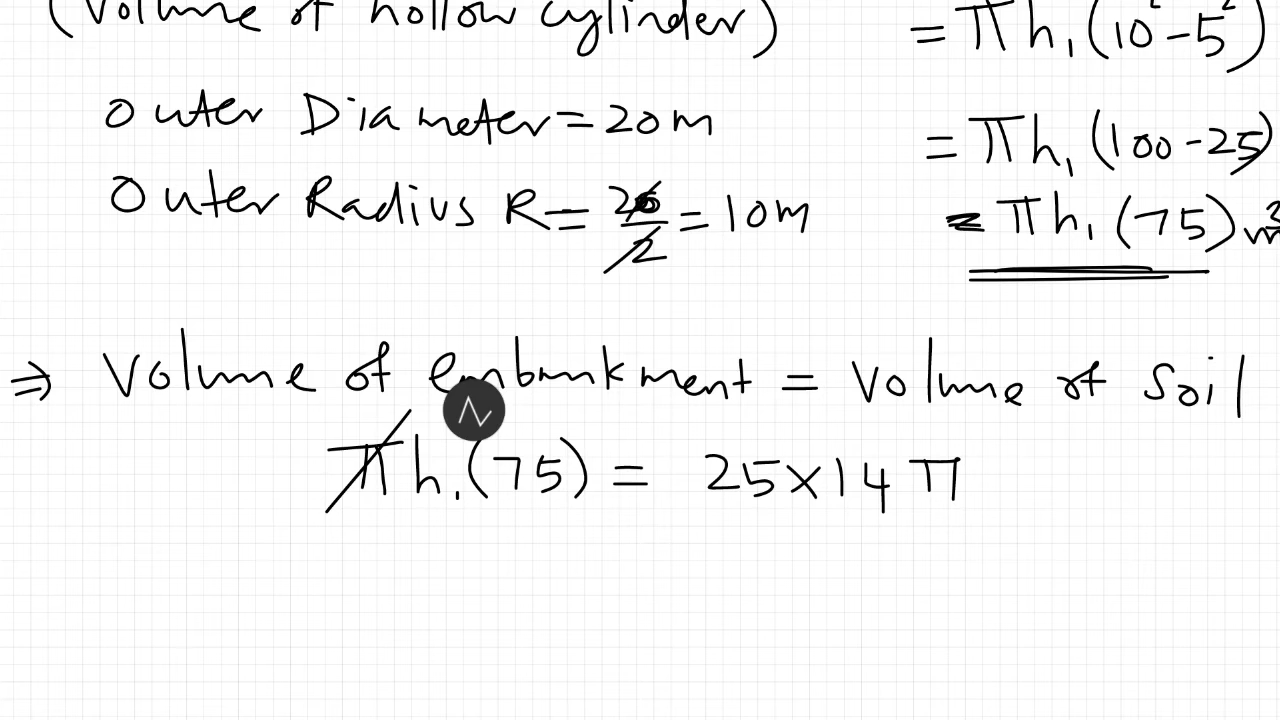 (Volume of hollow cylinder)
Outer Diameter = 20m
Outer Radius R = 20/2 = 10m
= πh₁(10² - 5²)
= πh₁(100 - 25)
= πh₁(75)m³
⇒ Volume of embankment = Volume of soil
πh₁(75) = 25×14π